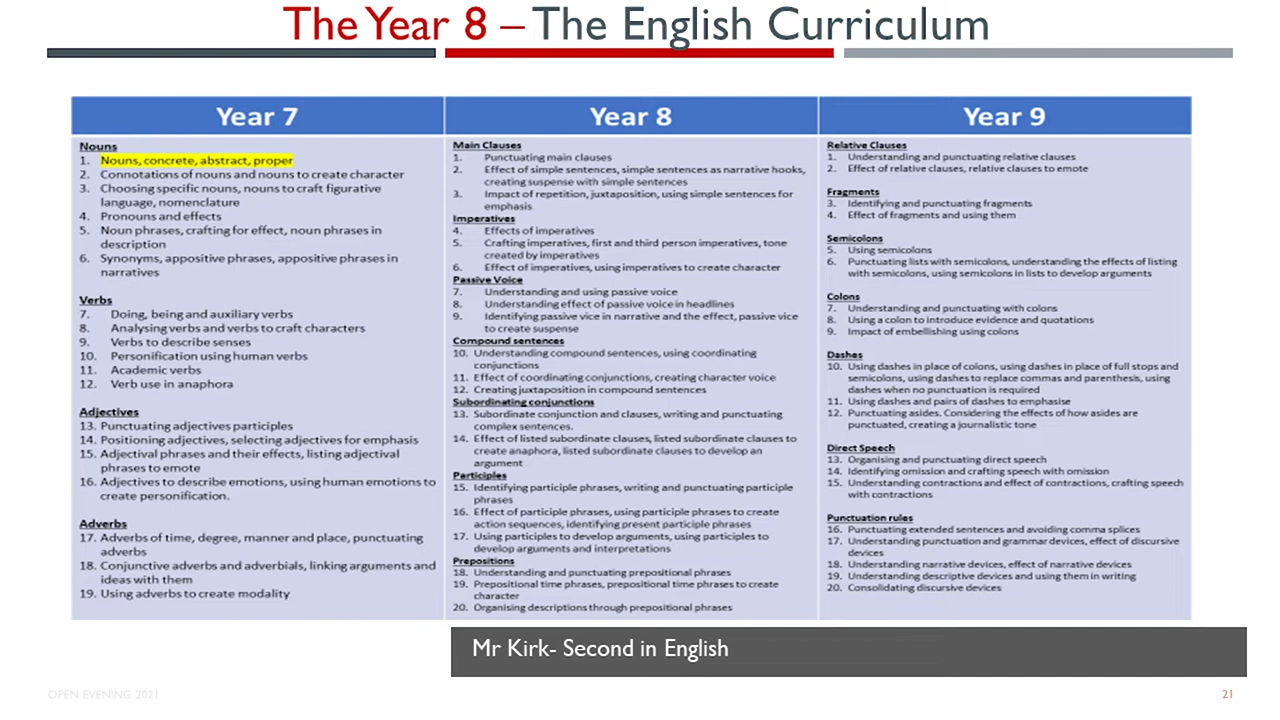 The Year 8 – The English Curriculum
Year 7
Nouns
1. Nouns, concrete, abstract, proper
2. Connotations of nouns and nouns to create character
3. Choosing specific nouns, nouns to craft figurative
language, nomenclature
4. Pronouns and effects
5. Noun phrases, crafting for effect, noun phrases in
description
6. Synonyms, appositive phrases, appositive phrases in
narratives
Verbs
7. Doing, being and auxiliary verbs
8. Analysing verbs and verbs to craft characters
9. Verbs to describe senses
10. Personification using human verbs
11. Academic verbs
12. Verb use in anaphora
Adjectives
13. Punctuating adjectives participles
14. Positioning adjectives, selecting adjectives for emphasis
15. Adjectival phrases and their effects, listing adjectival
phrases to emote
16. Adjectives to describe emotions, using human emotions to
create personification.
Adverbs
17. Adverbs of time, degree, manner and place, punctuating
adverbs
18. Conjunctive adverbs and adverbials, linking arguments and
ideas with them
19. Using adverbs to create modality
Year 8
Main Clauses
1. Punctuating main clauses
2. Effect of simple sentences, simple sentences as narrative hooks,
creating suspense with simple sentences
3. Impact of repetition, juxtaposition, using simple sentences for
emphasis
Imperatives
4. Effects of imperatives
5. Crafting imperatives, first and third person imperatives, tone
created by imperatives
6. Effect of imperatives, using imperatives to create character
Passive Voice
7. Understanding and using passive voice
8. Understanding effect of passive voice in headlines
9. Identifying passive vice in narrative and the effect, passive vice
to create suspense
Compound sentences
10. Understanding compound sentences, using coordinating
conjunctions
11. Effect of coordinating conjunctions, creating character voice
12. Creating juxtaposition in compound sentences
Subordinating conjunctions
13. Subordinate conjunction and clauses, writing and punctuating
complex sentences.
14. Effect of listed subordinate clauses, listed subordinate clauses to
create anaphora, listed subordinate clauses to develop an
argument
Participles
15. Identifying participle phrases, writing and punctuating participle
phrases
16. Effect of participle phrases, using participle phrases to create
action sequences, identifying present participle phrases
17. Using participles to develop arguments, using participles to
develop arguments and interpretations
Prepositions
18. Understanding and punctuating prepositional phrases
19. Prepositional time phrases, prepositional time phrases to create
character
20. Organising descriptions through prepositional phrases
Year 9
Relative Clauses
1. Understanding and punctuating relative clauses
2. Effect of relative clauses, relative clauses to emote
Fragments
3. Identifying and punctuating fragments
4. Effect of fragments and using them
Semicolons
5. Using semicolons
6. Punctuating lists with semicolons, understanding the effects of listing
with semicolons, using semicolons in lists to develop arguments
Colons
7. Understanding and punctuating with colons
8. Using a colon to introduce evidence and quotations
9. Impact of embellishing using colons
Dashes
10. Using dashes in place of colons, using dashes in place of full stops and
semicolons, using dashes to replace commas and parenthesis, using
dashes when no punctuation is required
11. Using dashes and pairs of dashes to emphasise
12. Punctuating asides. Considering the effects of how asides are
punctuated, creating a journalistic tone
Direct Speech
13. Organising and punctuating direct speech
14. Identifying omission and crafting speech with omission
15. Understanding contractions and effect of contractions, crafting speech
with contractions
Punctuation rules
16. Punctuating extended sentences and avoiding comma splices
17. Understanding punctuation and grammar devices, effect of discursive
devices
18. Understanding narrative devices, effect of narrative devices
19. Understanding descriptive devices and using them in writing
20. Consolidating discursive devices
Mr Kirk- Second in English
OPEN EVENING 2021
21